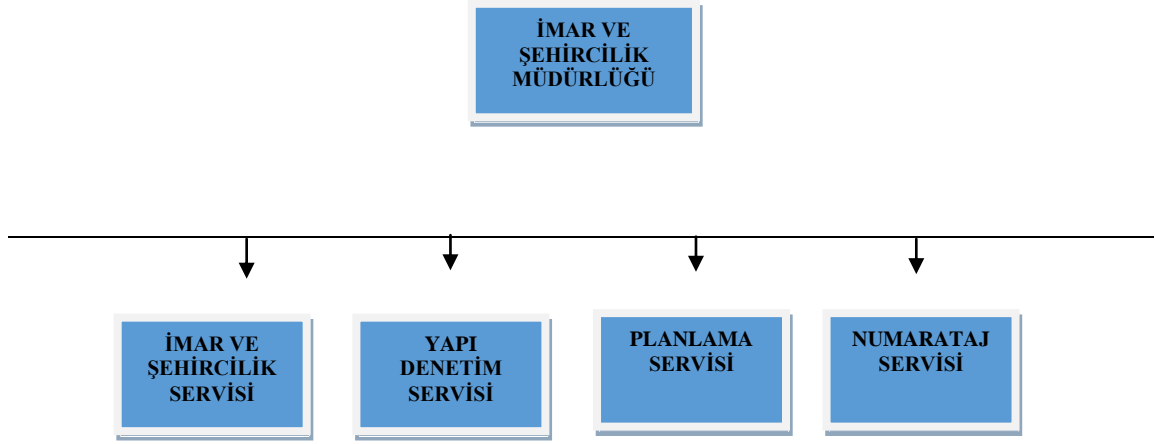 İMAR VE
ŞEHİRCİLİK
MÜDÜRLÜĞÜ
İMAR VE
ŞEHİRCİLİK
SERVİSİ
YAPI
DENETİM
SERVİSİ
PLANLAMA
SERVİSİ
NUMARATAJ
SERVİSİ